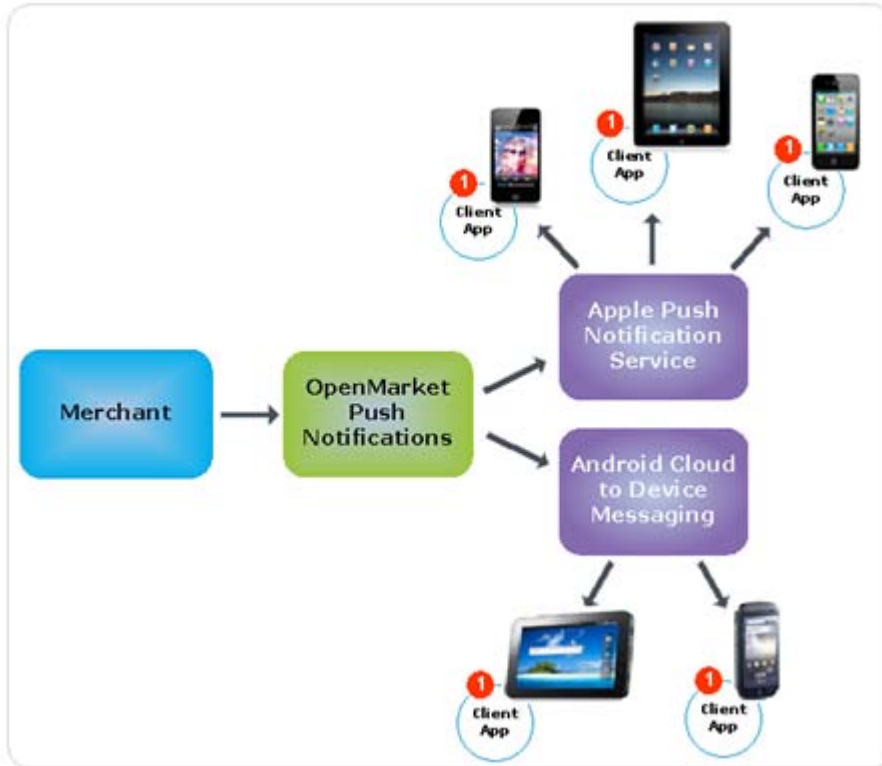 1
Client
App
1
Client
App
1
Client
App
Apple Push
Notification
Service
Merchant
OpenMarket
Push
Notifications
Android Cloud
to Device
Messaging
1
Client
App
1
Client
App